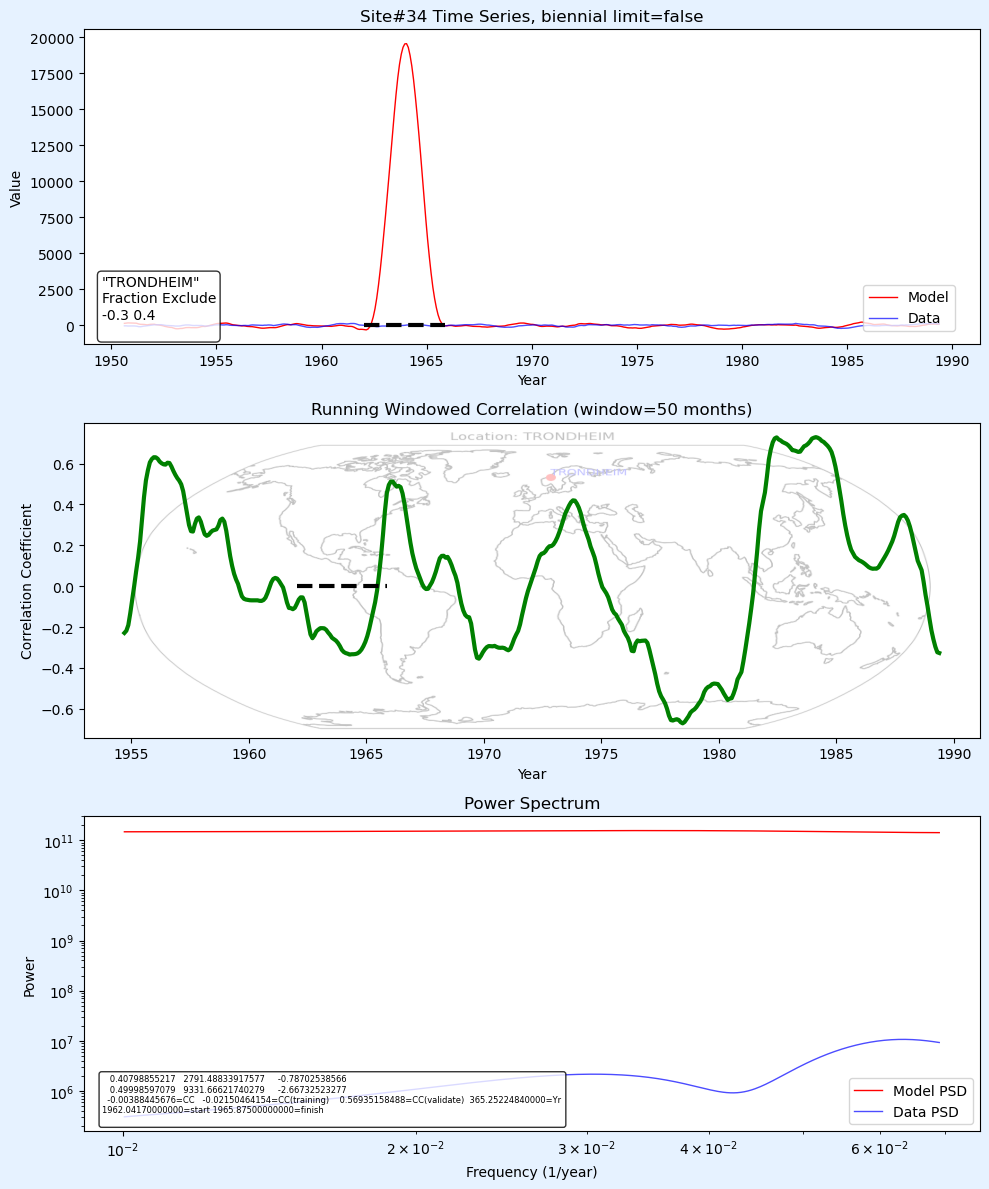 Site#34 Time Series, biennial limit=false
20000
17500
15000
12500
10000
7500
5000
2500
0
Value
"TRONDHEIM"
Fraction Exclude
-0.3 0.4
Model
Data
1950 1955 1960 1965 1970 1975 1980 1985 1990
Year
Running Windowed Correlation (window=50 months)
Location: TRONDHEIM
TRONDHEIM
0.6
0.4
0.2
0.0
−0.2
−0.4
−0.6
Correlation Coefficient
1955 1960 1965 1970 1975 1980 1985 1990
Year
Power Spectrum
10^11
10^10
10^9
10^8
10^7
10^6
Power
0.40798855217 2791.48833917577 -0.78702538566
0.49998597079 9331.66621740279 -2.66732523277
-0.00388445676=CC -0.02150464154=CC(training) 0.56935158488=CC(validate) 365.25224840000=Yr
1962.04170000000=start 1965.87500000000=finish
Model PSD
Data PSD
10^−2 2 × 10^−2 3 × 10^−2 4 × 10^−2 6 × 10^−2
Frequency (1/year)